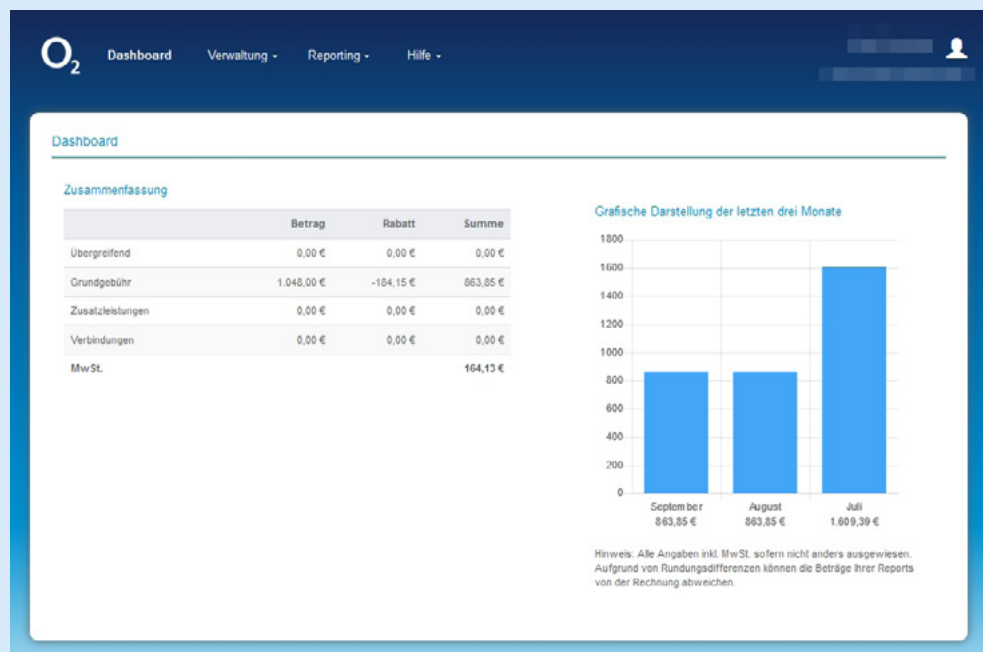 O2 Dashboard Verwaltung Reporting Hilfe
Dashboard
Zusammenfassung
Betrag Rabatt Summe
Übergreifend 0,00 € 0,00 € 0,00 €
Grundgebühr 1.048,00 € -184,15 € 863,85 €
Zusatzleistungen 0,00 € 0,00 € 0,00 €
Verbindungen 0,00 € 0,00 € 0,00 €
MwSt. 164,13 €
Grafische Darstellung der letzten drei Monate
1800
1600
1400
1200
1000
800
600
400
200
0
September August Juli
863,85 € 863,85 € 1.609,39 €
Hinweis: Alle Angaben inkl. MwSt. sofern nicht anders ausgewiesen.
Aufgrund von Rundungsdifferenzen können die Beträge Ihrer Reports
von der Rechnung abweichen.